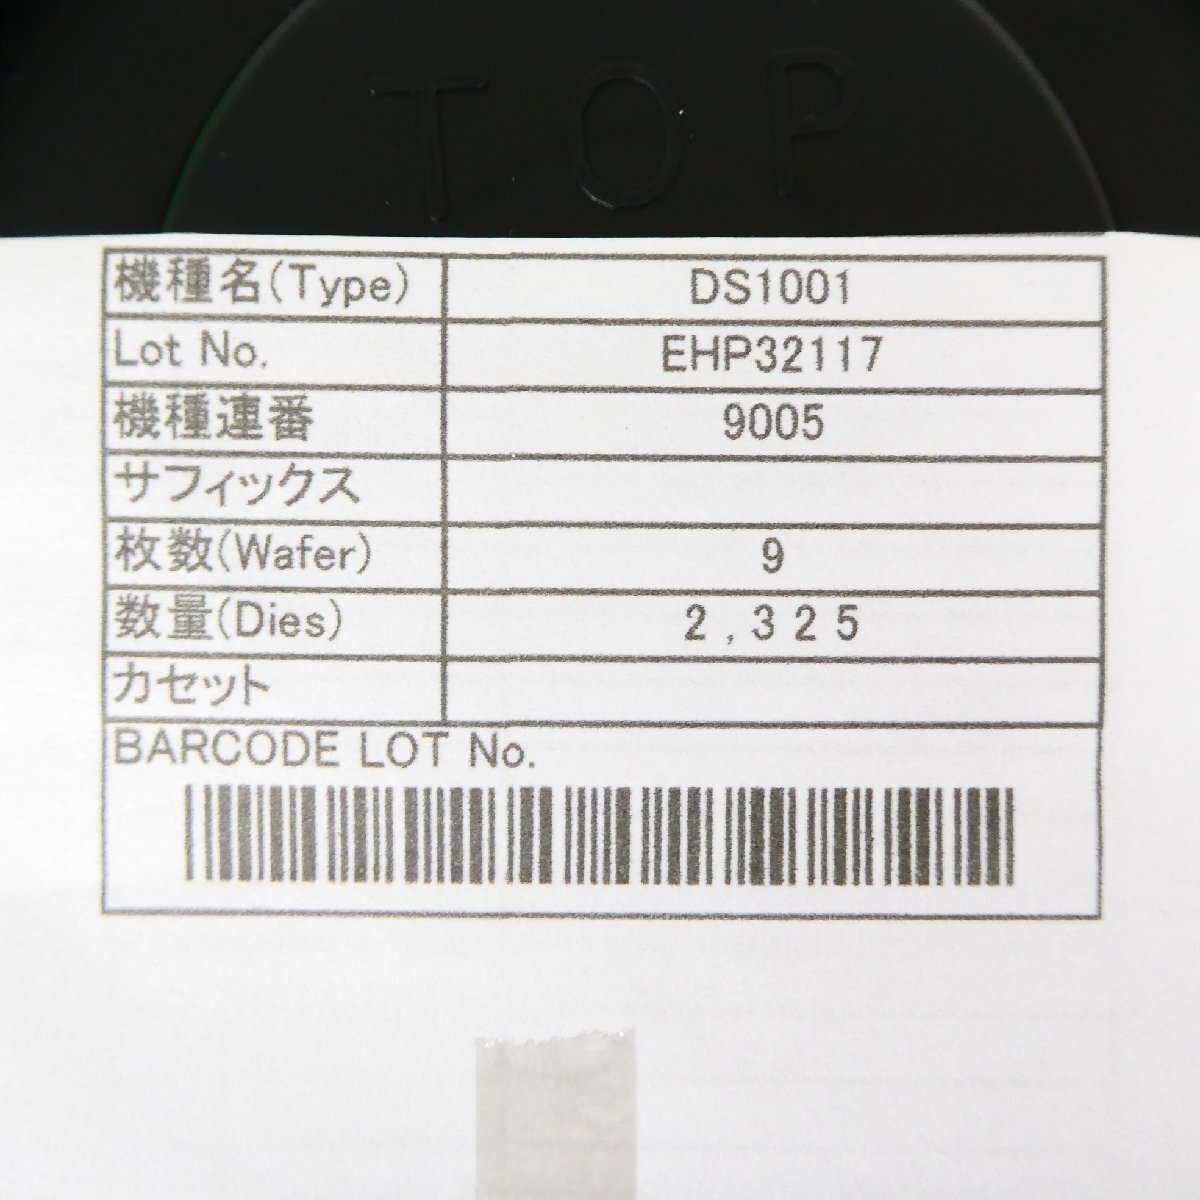 TOP
機種名(Type) DS1001
Lot No. EHP32117
機種連番 9005
サフィックス
枚数(Wafer) 9
数量(Dies) 2,325
カセット
BARCODE LOT No.